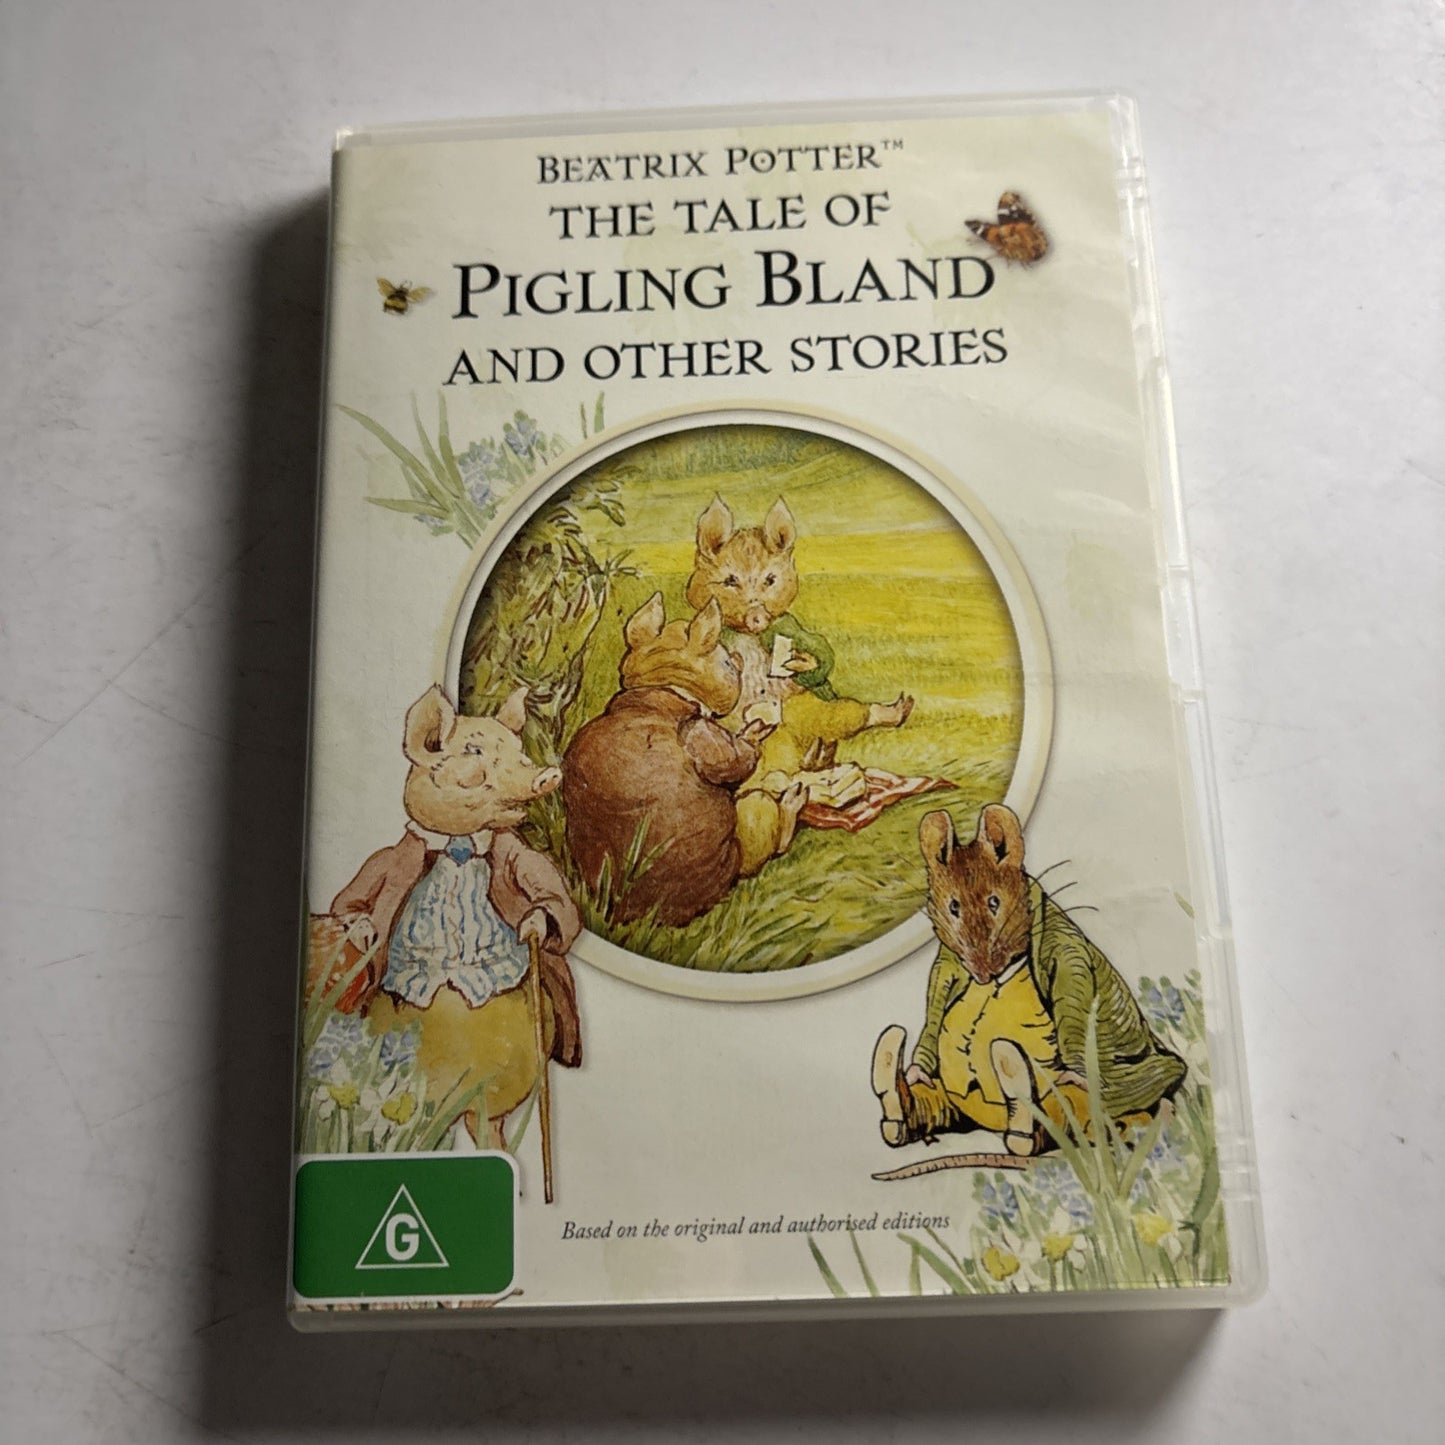 BEATRIX POTTER™
THE TALE OF
PIGLING BLAND
AND OTHER STORIES
G
Based on the original and authorised editions